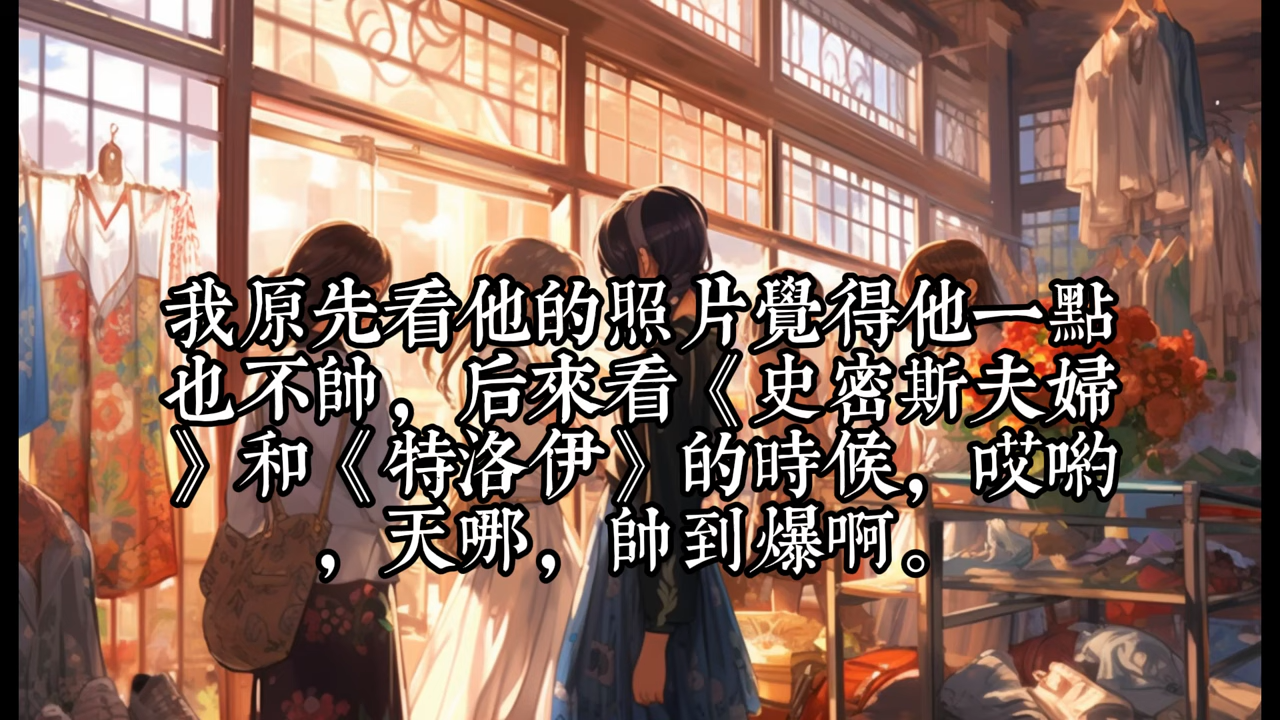 我原先看他的照片覺得他一點
也不帥，后來看《史密斯夫婦
》和《特洛伊》的時候，哎喲
，天哪，帥到爆啊。